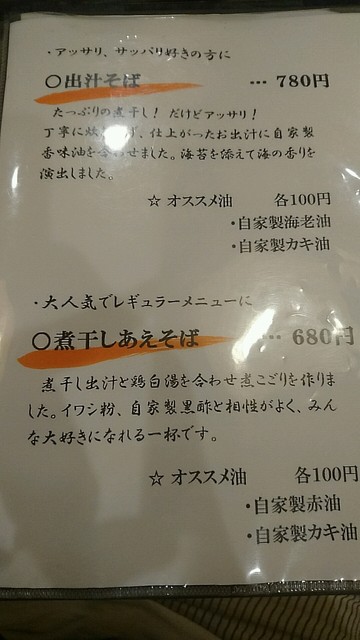 ・アッサリ、サッパリ好きの方に
〇出汁そば … 780円
たっぷりの煮干し！だけどアッサリ！
丁寧に炊 ず、仕上がったお出汁に自家製
香味油を合わせました。海苔を添えて海の香りを
演出しました。
☆ オススメ油 各100円
・自家製海老油
・自家製カキ油
・大人気でレギュラーメニューに
〇煮干しあえそば … 680円
煮干し出汁と鶏白湯を合わせ煮こごりを作りま
した。イワシ粉、自家製黒酢と相性がよく、みん
な大好きになれる一杯です。
☆ オススメ油 各100円
・自家製赤油
・自家製カキ油